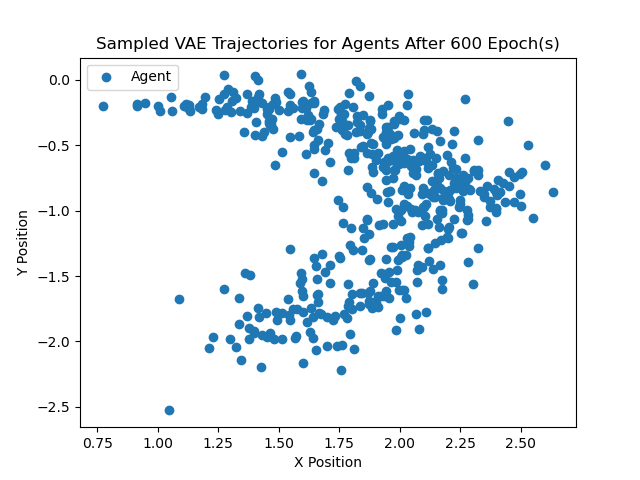 Sampled VAE Trajectories for Agents After 600 Epoch(s)
Agent
0.0
−0.5
−1.0
−1.5
−2.0
−2.5
Y Position
0.75 1.00 1.25 1.50 1.75 2.00 2.25 2.50
X Position